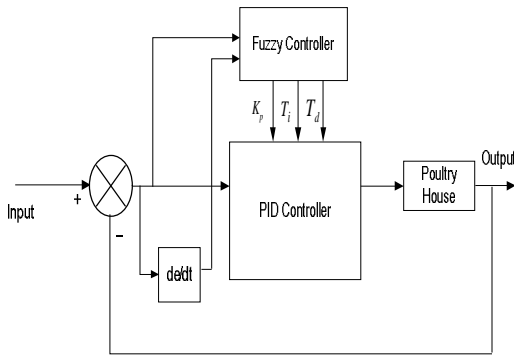 Fuzzy Controller
K_p T_i T_d
Output
Poultry
House
PID Controller
+
Input
−
de/dt